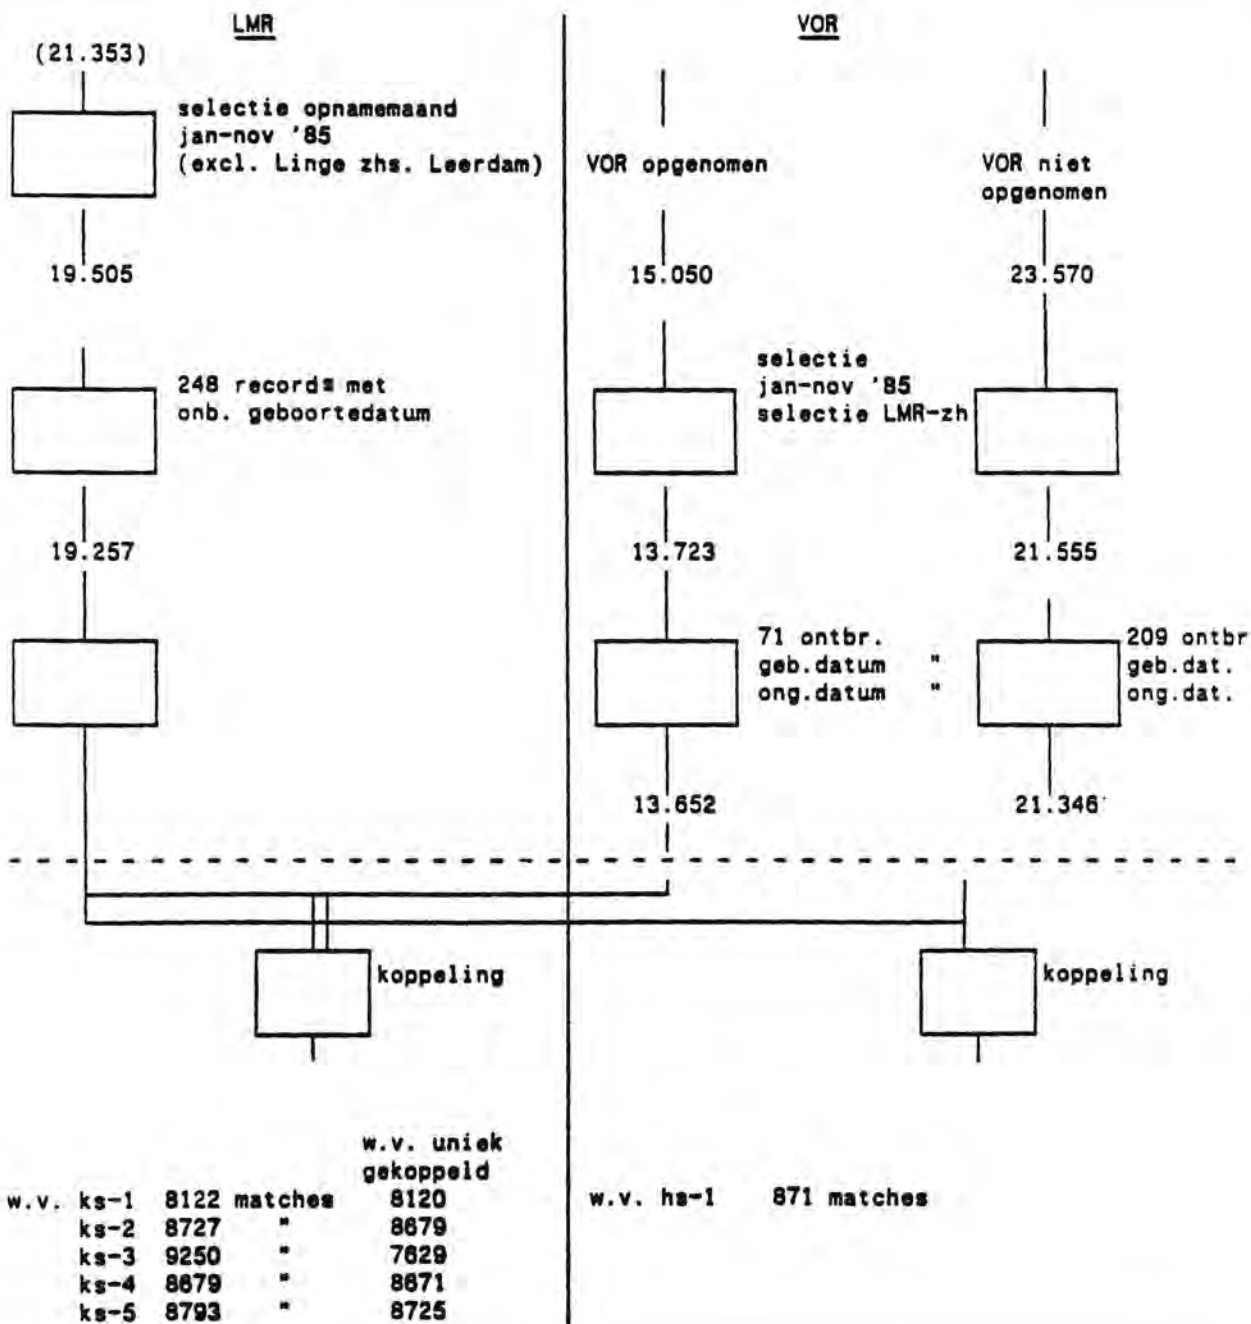 LMR
VOR
(21.353)
selectie opnamemaand
jan-nov '85
(excl. Linge zhs. Leerdam)
VOR opgenomen
VOR niet
opgenomen
19.505
15.050
23.570
248 records met
onb. geboortedatum
selectie
jan-nov '85
selectie LMR-zh
19.257
13.723
21.555
71 ontbr.
geb.datum "
ong.datum "
209 ontbr
geb.dat.
ong.dat.
13.652
21.346
koppeling
koppeling
w.v. uniek
gekoppeld
w.v. ks-1 8122 matches 8120
ks-2 8727 " 8679
ks-3 9250 " 7629
ks-4 8679 " 8671
ks-5 8793 " 8725
w.v. hs-1 871 matches